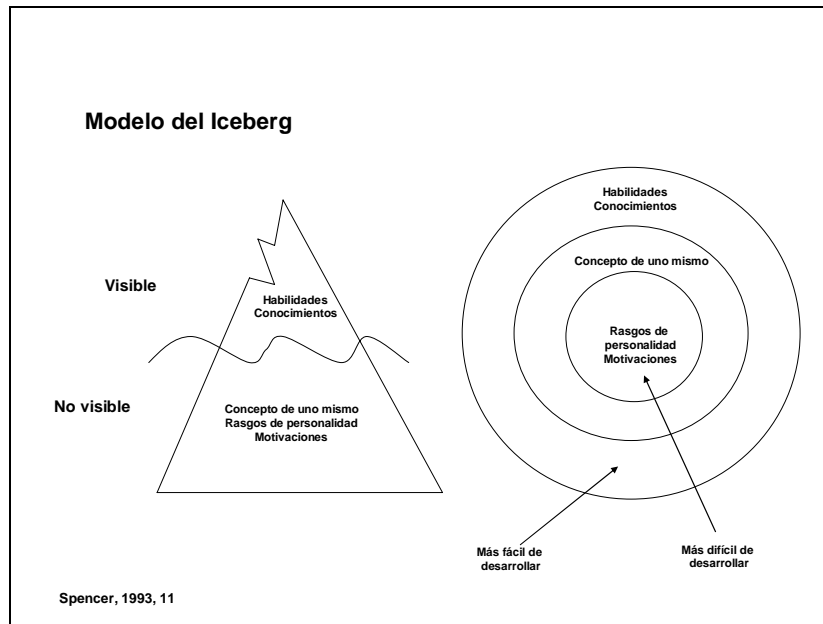 Modelo del Iceberg
Visible
Habilidades
Conocimientos
No visible
Concepto de uno mismo
Rasgos de personalidad
Motivaciones
Habilidades
Conocimientos
Concepto de uno mismo
Rasgos de
personalidad
Motivaciones
Más fácil de
desarrollar
Más difícil de
desarrollar
Spencer, 1993, 11